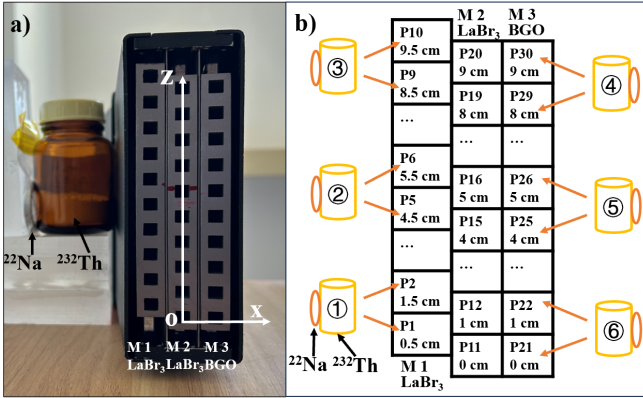 a)
Z
O
X
²²Na
²³²Th
M 1
LaBr₃
M 2
LaBr₃
M 3
BGO
b)
③
②
①
²²Na
²³²Th
P10
9.5 cm
P9
8.5 cm
...
P6
5.5 cm
P5
4.5 cm
...
P2
1.5 cm
P1
0.5 cm
M 1
LaBr₃
M 2
LaBr₃
P20
9 cm
P19
8 cm
...
P16
5 cm
P15
4 cm
...
P12
1 cm
P11
0 cm
M 3
BGO
P30
9 cm
P29
8 cm
...
P26
5 cm
P25
4 cm
...
P22
1 cm
P21
0 cm
④
⑤
⑥